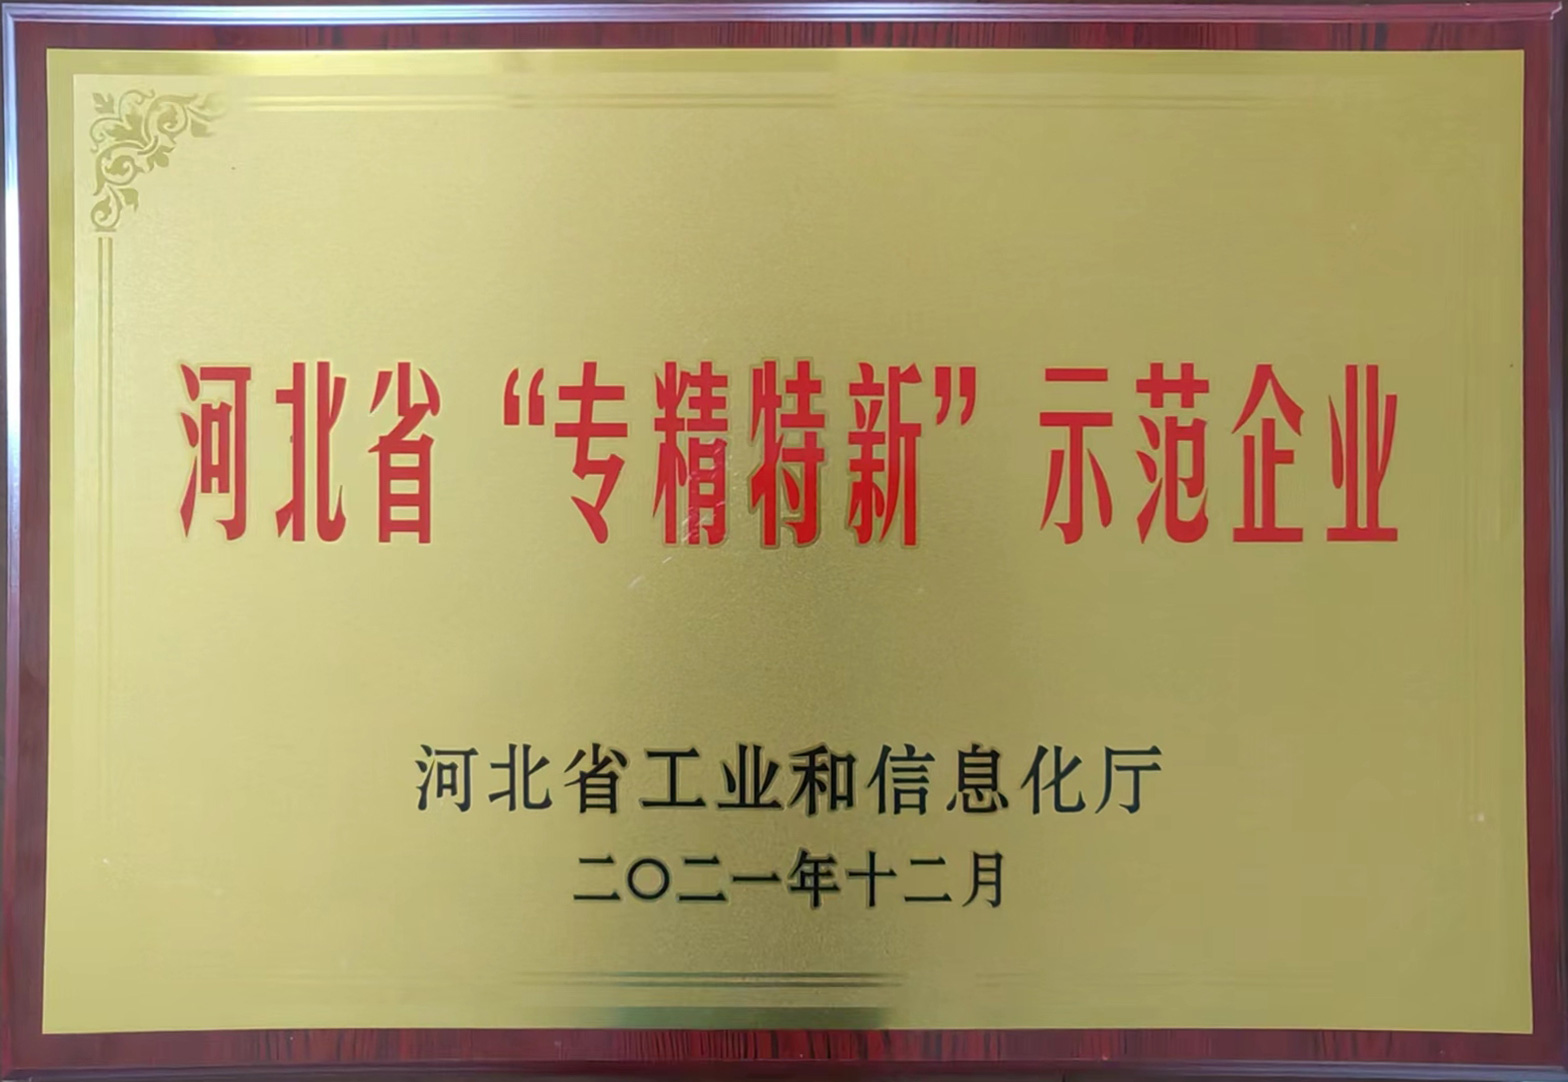 河北省“专精特新”示范企业
河北省工业和信息化厅
二〇二一年十二月